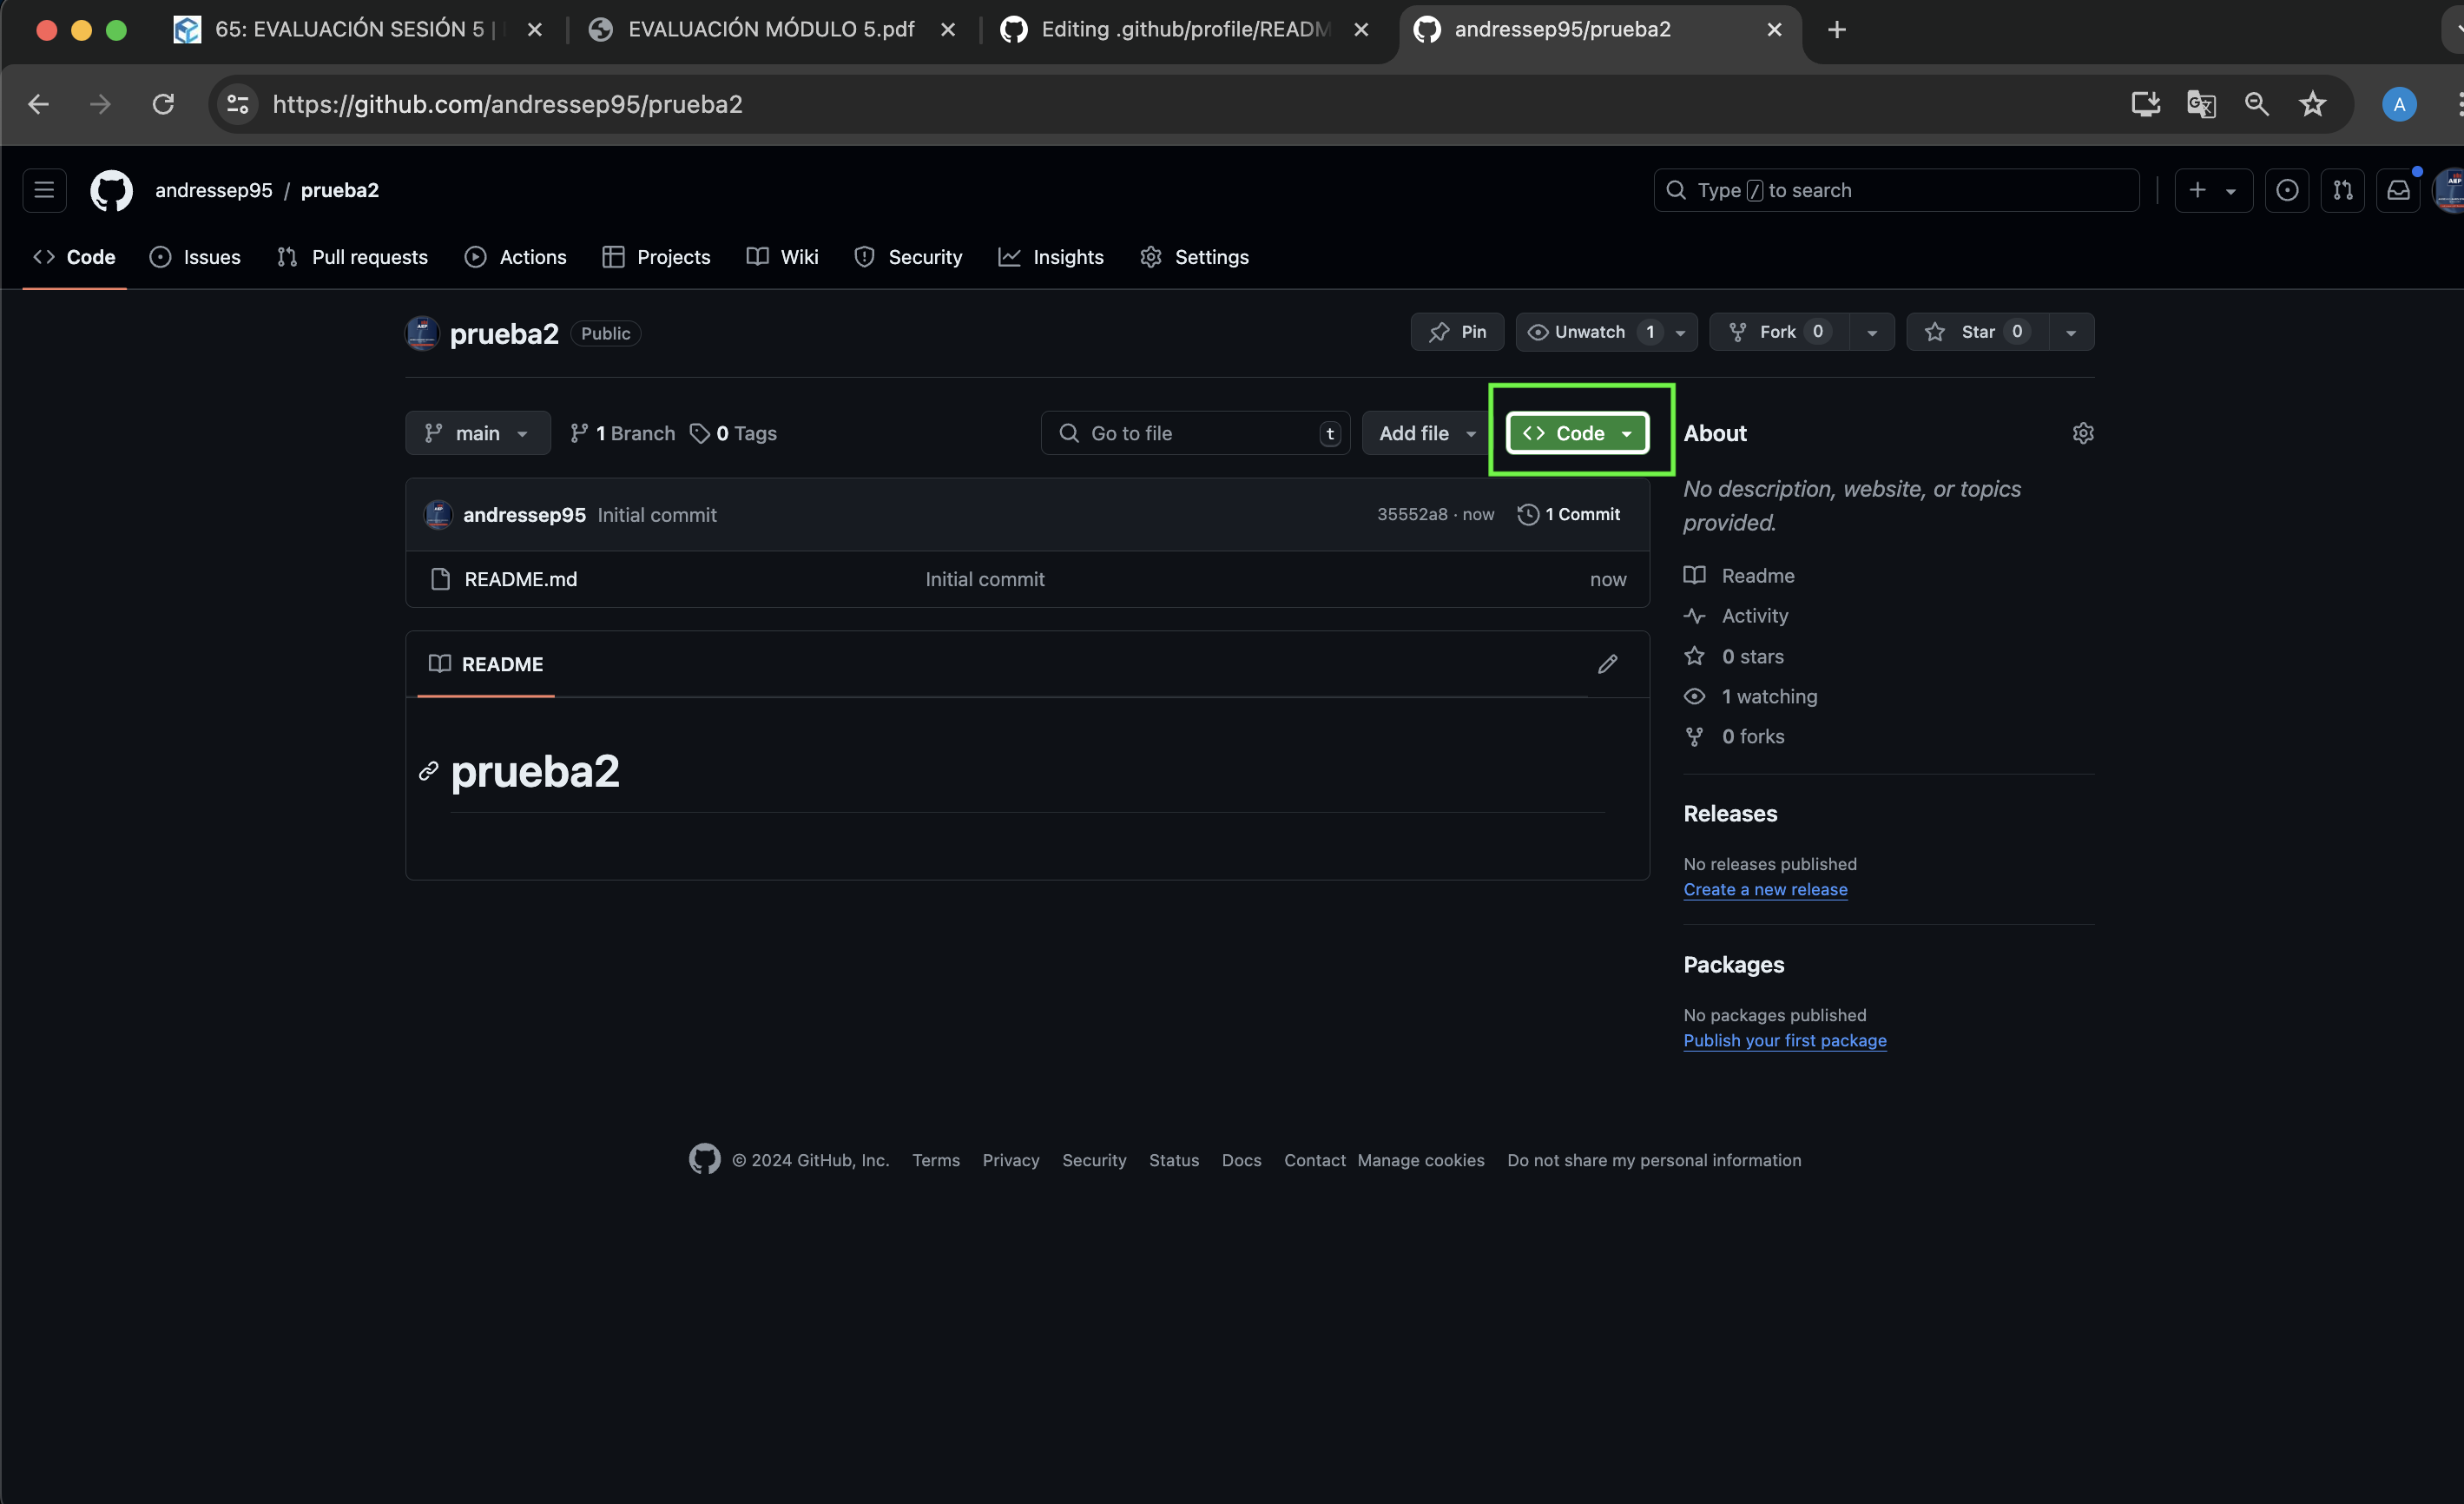 65: EVALUACIÓN SESIÓN 5 |
EVALUACIÓN MÓDULO 5.pdf
Editing .github/profile/READM
andressep95/prueba2
https://github.com/andressep95/prueba2
A
andressep95 / prueba2
Type / to search
Code
Issues
Pull requests
Actions
Projects
Wiki
Security
Insights
Settings
prueba2 Public
Pin
Unwatch 1
Fork 0
Star 0
main
1 Branch
0 Tags
Go to file t
Add file
Code
andressep95 Initial commit
35552a8 · now
1 Commit
README.md Initial commit now
README
prueba2
About
No description, website, or topics
provided.
Readme
Activity
0 stars
1 watching
0 forks
Releases
No releases published
Create a new release
Packages
No packages published
Publish your first package
© 2024 GitHub, Inc. Terms Privacy Security Status Docs Contact Manage cookies Do not share my personal information